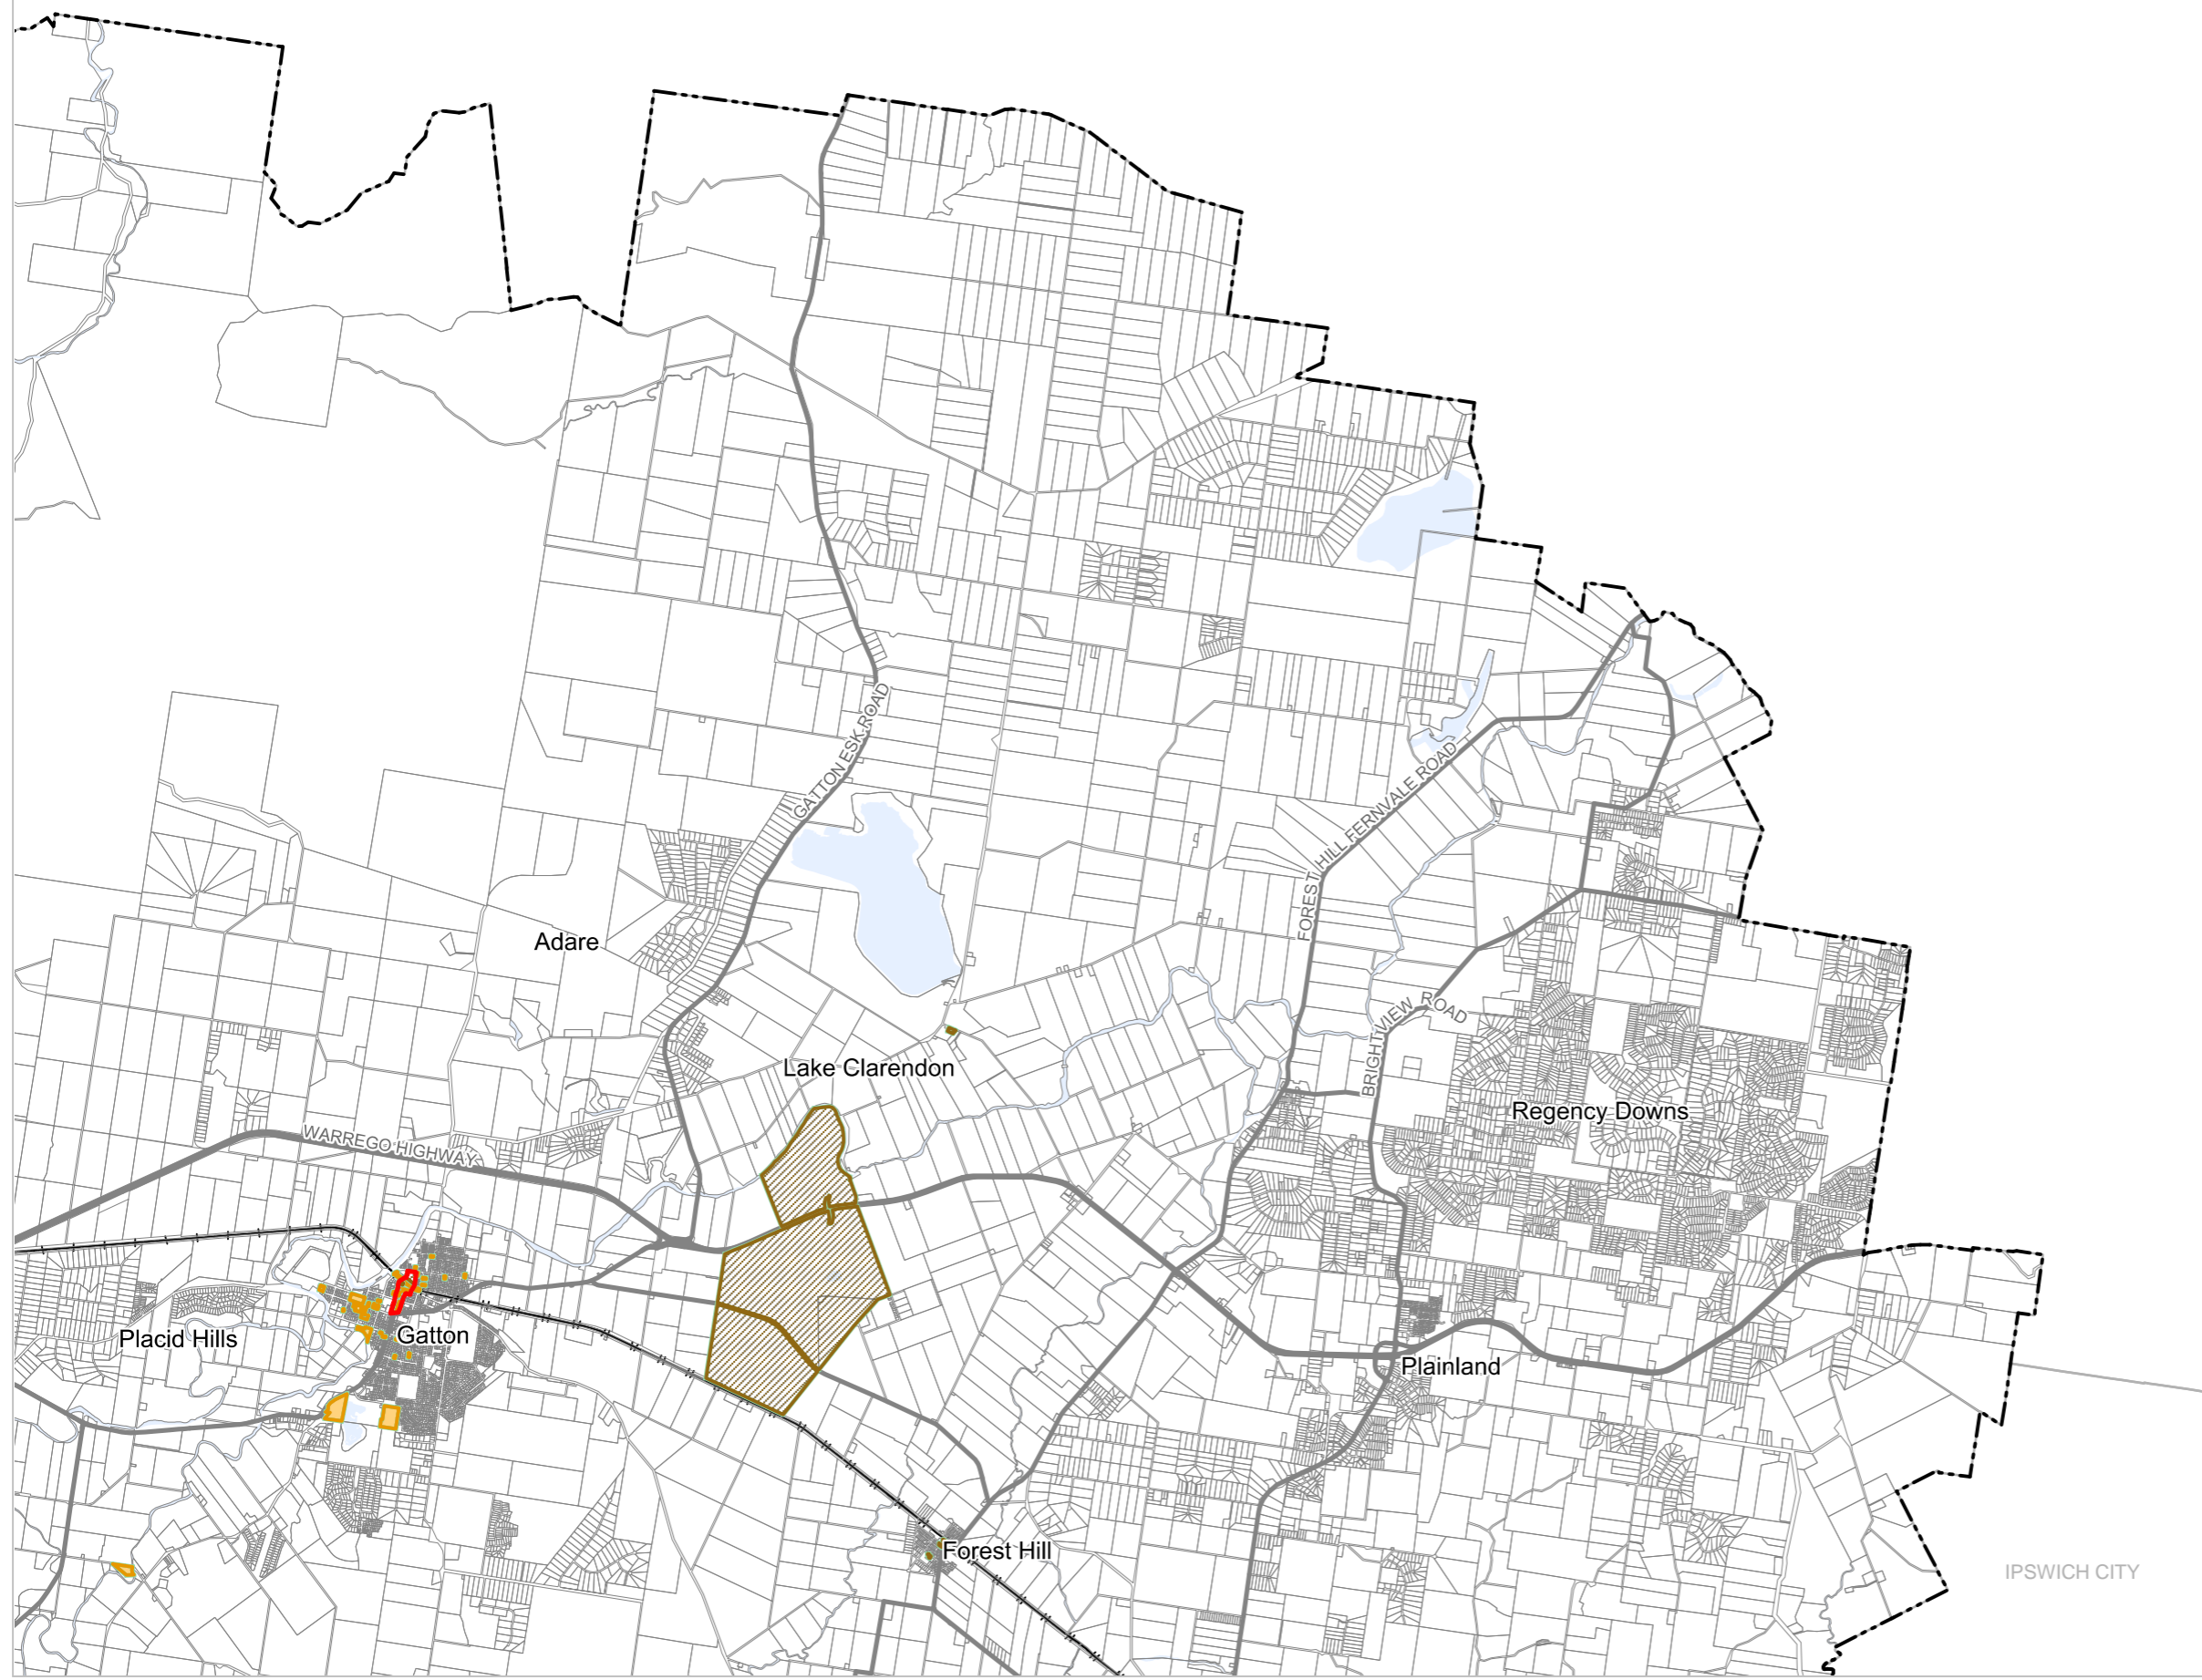 GATTON ESK ROAD
FOREST HILL FERNVALE ROAD
Adare
BRIGHTVIEW ROAD
Lake Clarendon
Regency Downs
WARREGO HIGHWAY
Placid Hills
Gatton
Plainland
Forest Hill
IPSWICH CITY